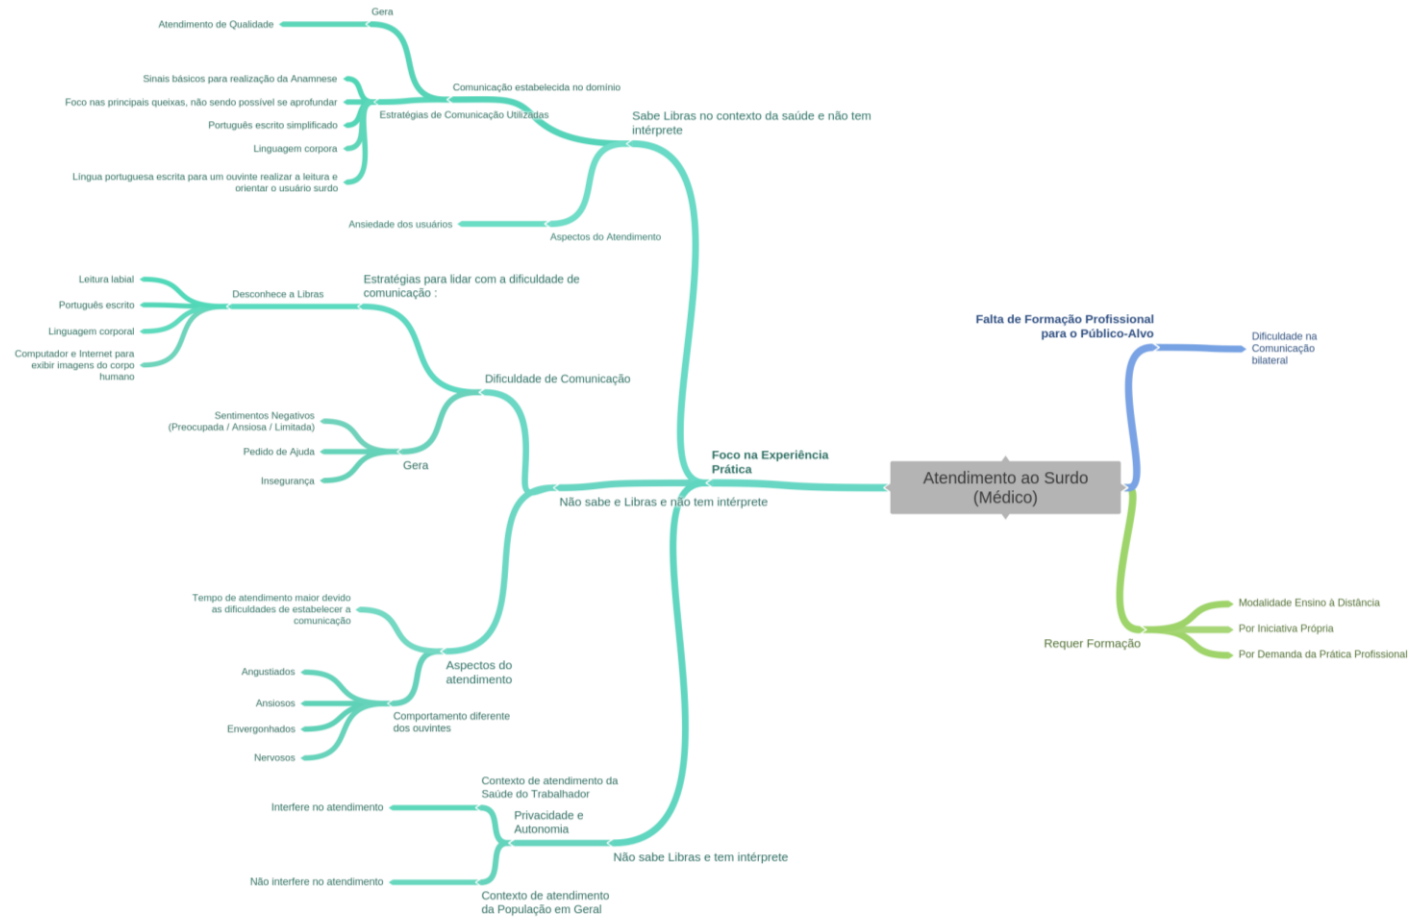 Gera
Atendimento de Qualidade
Sinais básicos para realização da Anamnese
Comunicação estabelecida no domínio
Foco nas principais queixas, não sendo possível se aprofundar
Estratégias de Comunicação Utilizadas
Português escrito simplificado
Linguagem corpora
Língua portuguesa escrita para um ouvinte realizar a leitura e
orientar o usuário surdo
Sabe Libras no contexto da saúde e não tem
intérprete
Ansiedade dos usuários
Aspectos do Atendimento
Estratégias para lidar com a dificuldade de
comunicação :
Desconhece a Libras
Leitura labial
Português escrito
Linguagem corporal
Computador e Internet para
exibir imagens do corpo
humano
Dificuldade de Comunicação
Sentimentos Negativos
(Preocupada / Ansiosa / Limitada)
Pedido de Ajuda
Insegurança
Gera
Foco na Experiência
Prática
Não sabe e Libras e não tem intérprete
Tempo de atendimento maior devido
as dificuldades de estabelecer a
comunicação
Aspectos do
atendimento
Angustiados
Ansiosos
Envergonhados
Nervosos
Comportamento diferente
dos ouvintes
Contexto de atendimento da
Saúde do Trabalhador
Interfere no atendimento
Privacidade e
Autonomia
Não sabe Libras e tem intérprete
Não interfere no atendimento
Contexto de atendimento
da População em Geral
Atendimento ao Surdo
(Médico)
Falta de Formação Profissional
para o Público-Alvo
Dificuldade na
Comunicação
bilateral
Requer Formação
Modalidade Ensino à Distância
Por Iniciativa Própria
Por Demanda da Prática Profissional